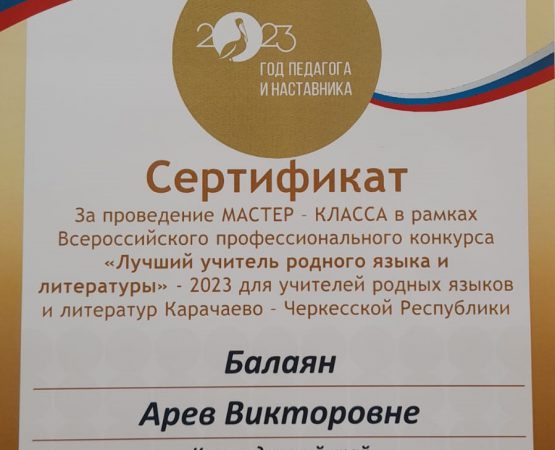 2023
ГОД ПЕДАГОГА
И НАСТАВНИКА
Сертификат
За проведение МАСТЕР - КЛАССА в рамках
Всероссийского профессионального конкурса
«Лучший учитель родного языка и
литературы» - 2023 для учителей родных языков
и литератур Карачаево - Черкесской Республики
Балаян
Арев Викторовне